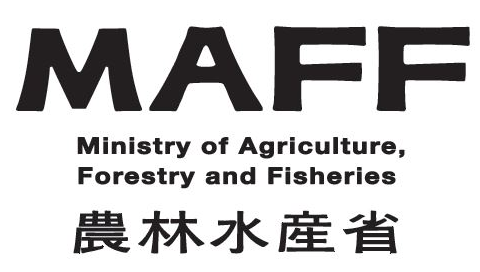 MAFF
Ministry of Agriculture,
Forestry and Fisheries
農林水産省